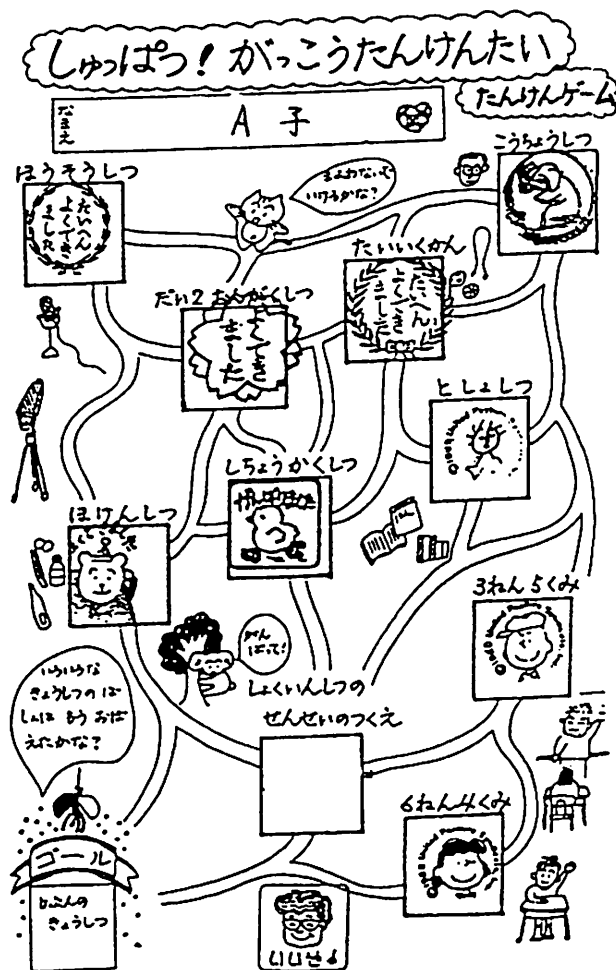 しゅっぱつ！がっこうたんけんたい
たんけんゲーム
なまえ
A子
こうちょうしつ
ほうそうしつ
まよわないで
いけるかな？
たいへん
よくでき
ました
たいいくかん
だい2おんがくしつ
たいへん
よくでき
ました
よくでき
ました
としょしつ
しちょうかくしつ
がんばりました
ほけんしつ
3ねん5くみ
がん
ばって！
しょくいんしつの
せんせいのつくえ
いろいろな
きょうしつのば
しょは もう おぼ
えたかな？
6ねん4くみ
ゴール
じぶんの
きょうしつ